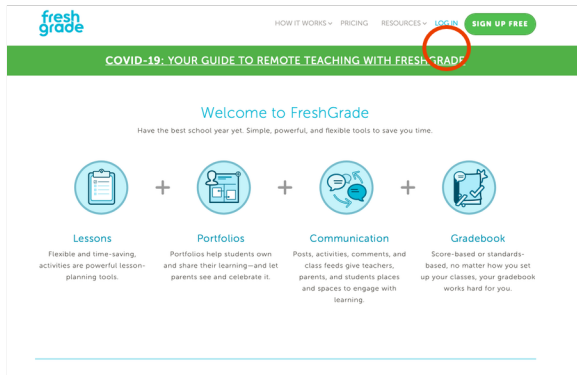 fresh
grade
HOW IT WORKS PRICING RESOURCES LOG IN SIGN UP FREE
COVID-19: YOUR GUIDE TO REMOTE TEACHING WITH FRESHGRADE
Welcome to FreshGrade
Have the best school year yet. Simple, powerful, and flexible tools to save you time.
Lessons
Flexible and time-saving,
activities are powerful lesson-
planning tools.
Portfolios
Portfolios help students own
and share their learning—and let
parents see and celebrate it.
Communication
Posts, activities, comments, and
class feeds give teachers,
parents, and students places
and spaces to engage with
learning.
Gradebook
Score-based or standards-
based, no matter how you set
up your classes, your gradebook
works hard for you.